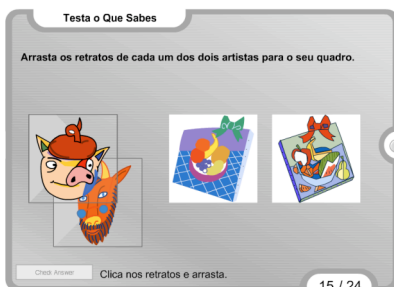 Testa o Que Sabes
Arrasta os retratos de cada um dos dois artistas para o seu quadro.
Check Answer
Clica nos retratos e arrasta.
15 / 24